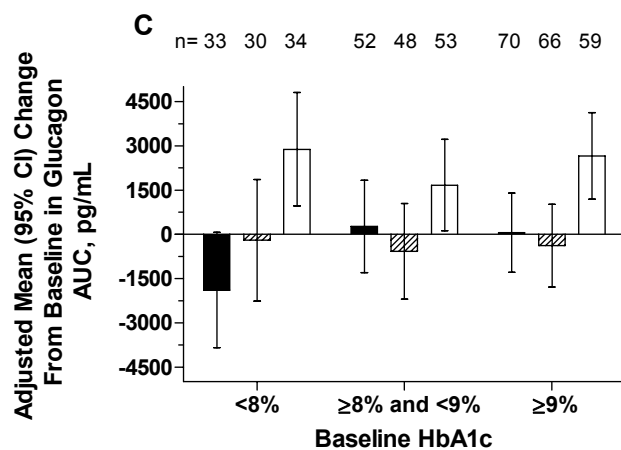 C
n= 33 30 34 52 48 53 70 66 59
Adjusted Mean (95% CI) Change
From Baseline in Glucagon
AUC, pg/mL
4500
3000
1500
0
-1500
-3000
-4500
<8% ≥8% and <9% ≥9%
Baseline HbA1c